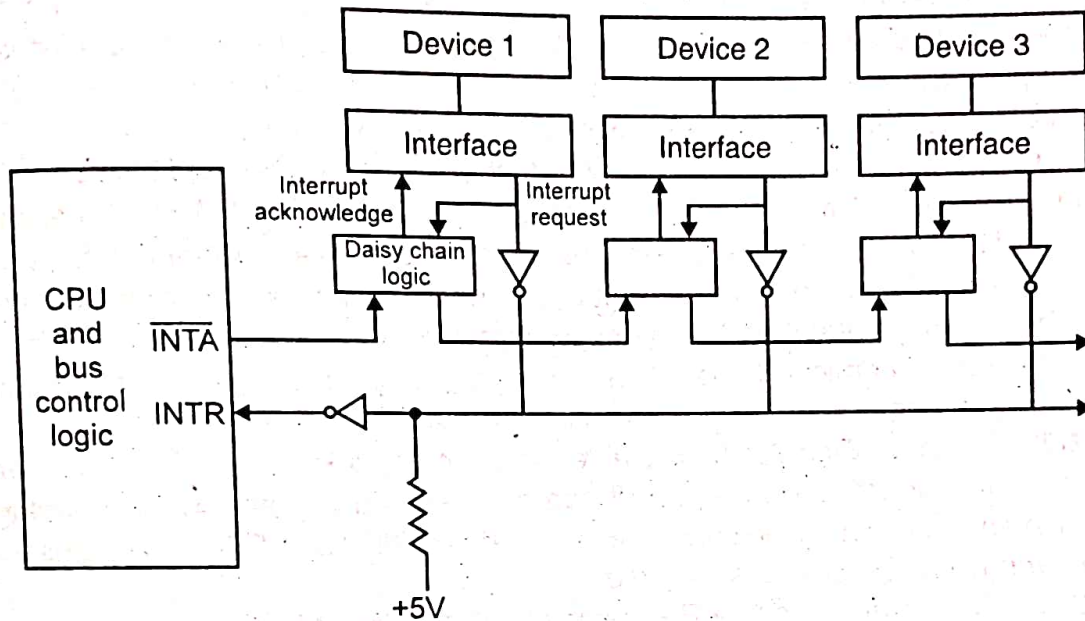 Device 1
Device 2
Device 3
Interface
Interface
Interface
Interrupt
acknowledge
Interrupt
request
Daisy chain
logic
CPU
and
bus
control
logic
I̅N̅T̅A̅
INTR
+5V